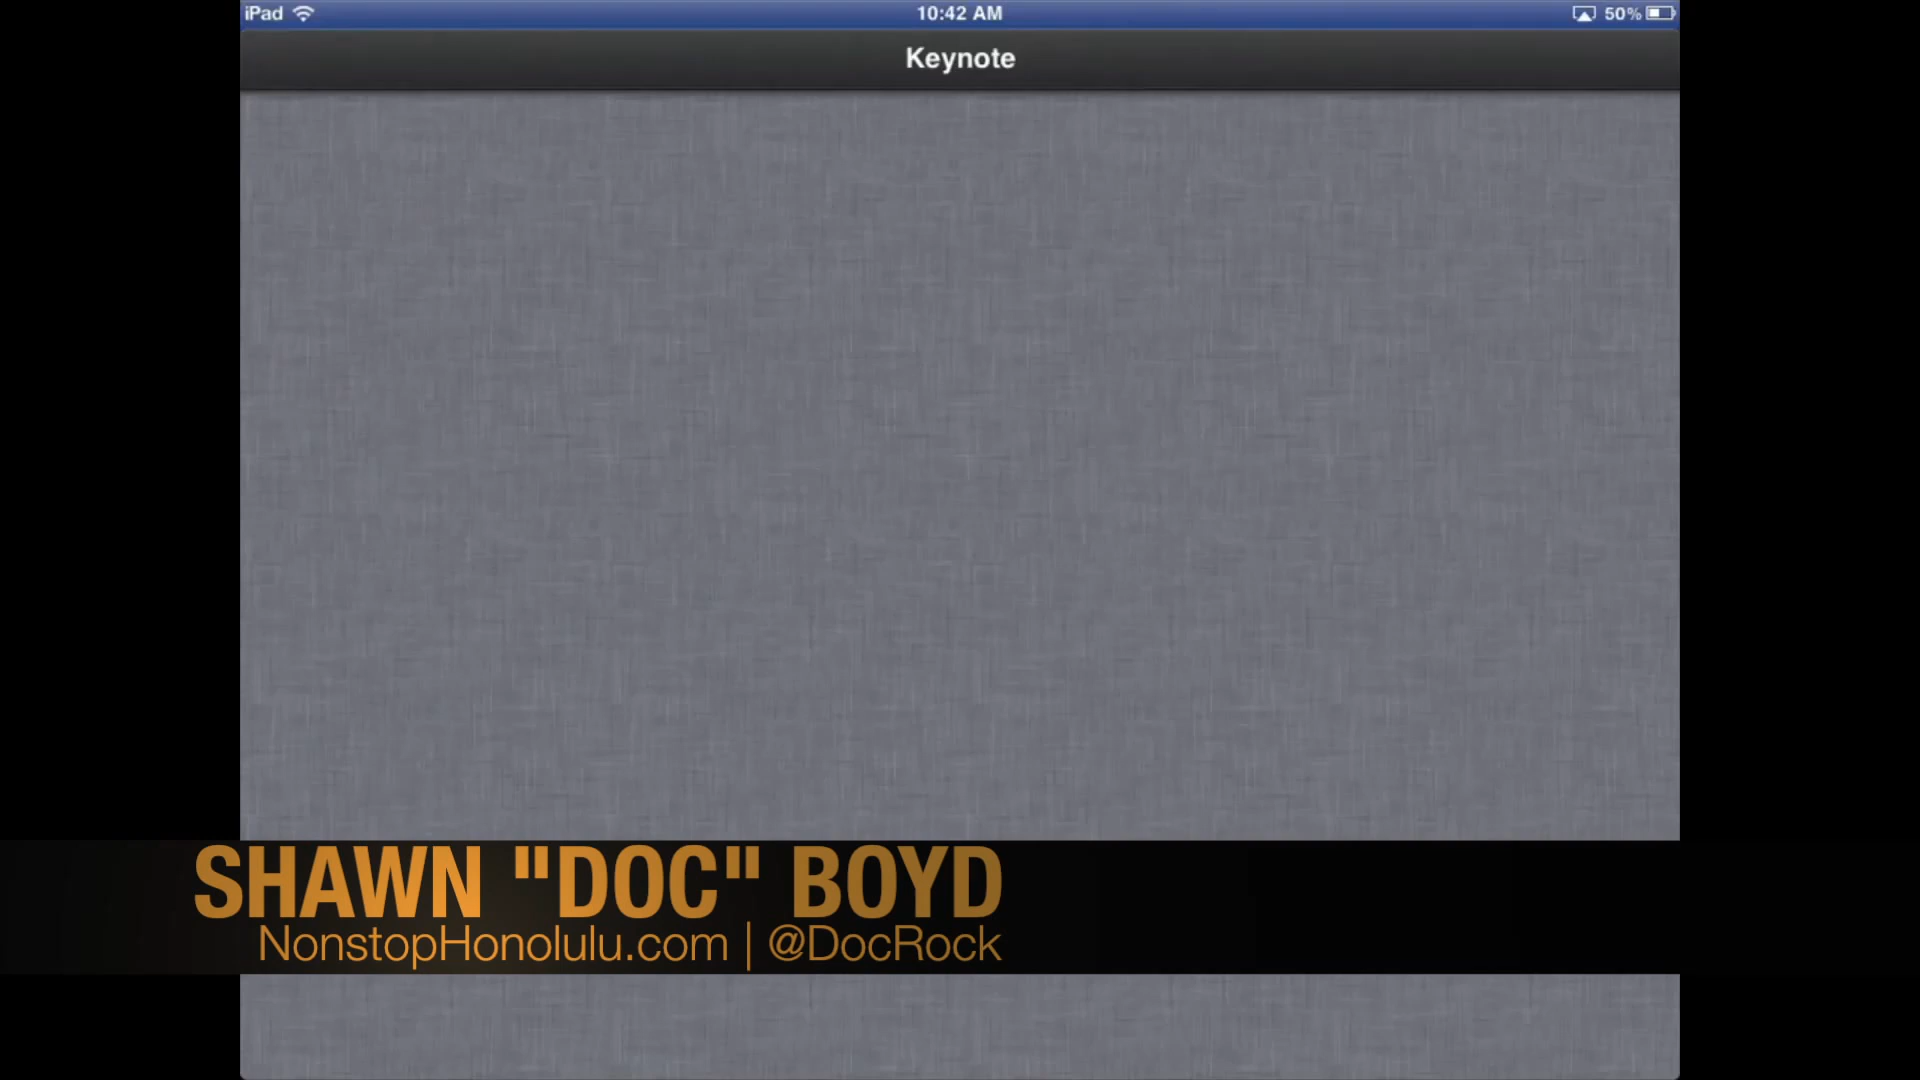 iPad
10:42 AM
50%
Keynote
SHAWN "DOC" BOYD
NonstopHonolulu.com | @DocRock